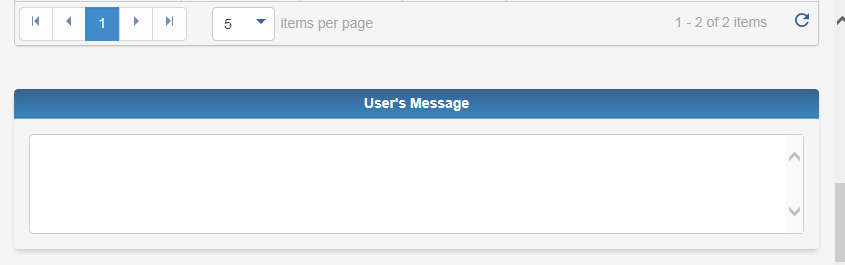 1 5 items per page 1 - 2 of 2 items
User's Message